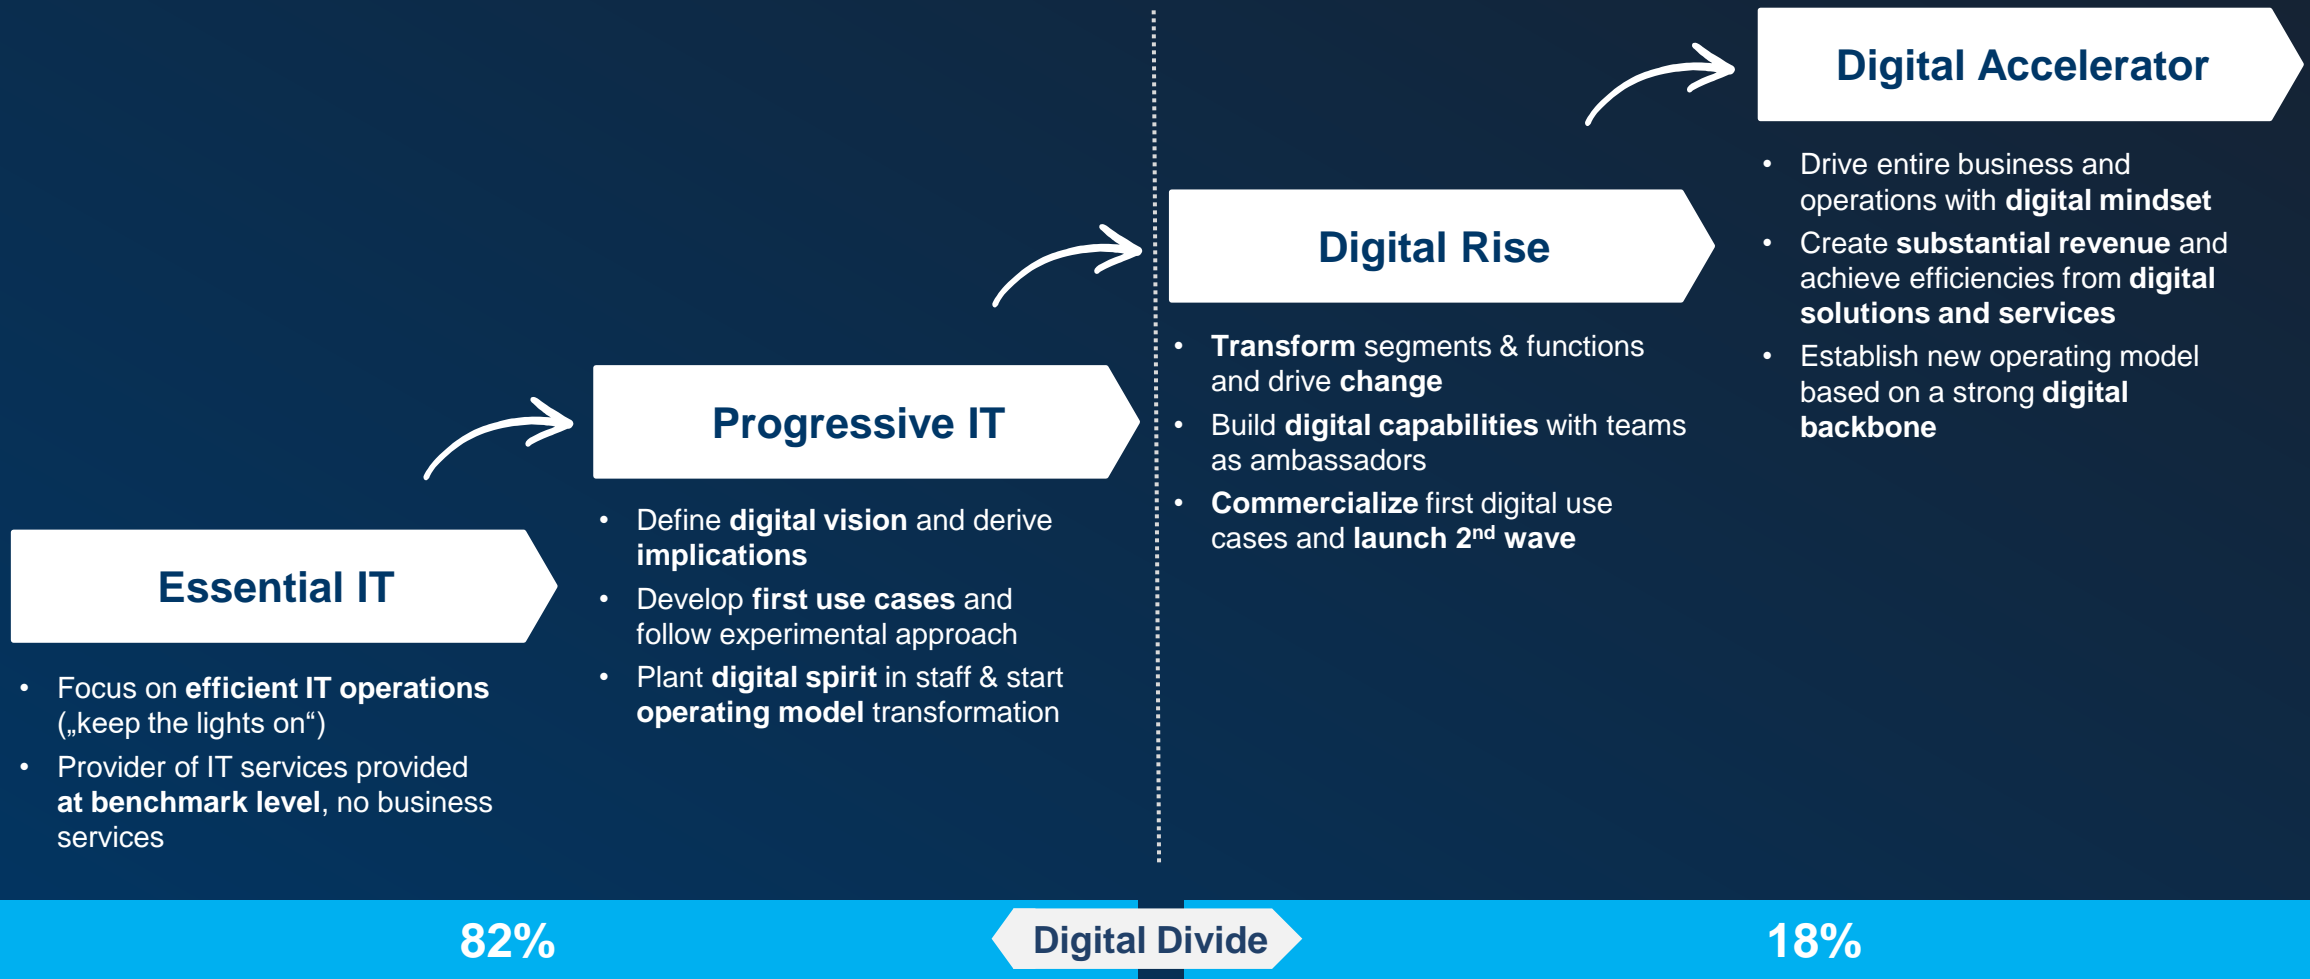 Essential IT
• Focus on efficient IT operations
(„keep the lights on“)
• Provider of IT services provided
at benchmark level, no business
services
Progressive IT
• Define digital vision and derive
implications
• Develop first use cases and
follow experimental approach
• Plant digital spirit in staff & start
operating model transformation
Digital Rise
• Transform segments & functions
and drive change
• Build digital capabilities with teams
as ambassadors
• Commercialize first digital use
cases and launch 2nd wave
Digital Accelerator
• Drive entire business and
operations with digital mindset
• Create substantial revenue and
achieve efficiencies from digital
solutions and services
• Establish new operating model
based on a strong digital
backbone
82%
Digital Divide
18%